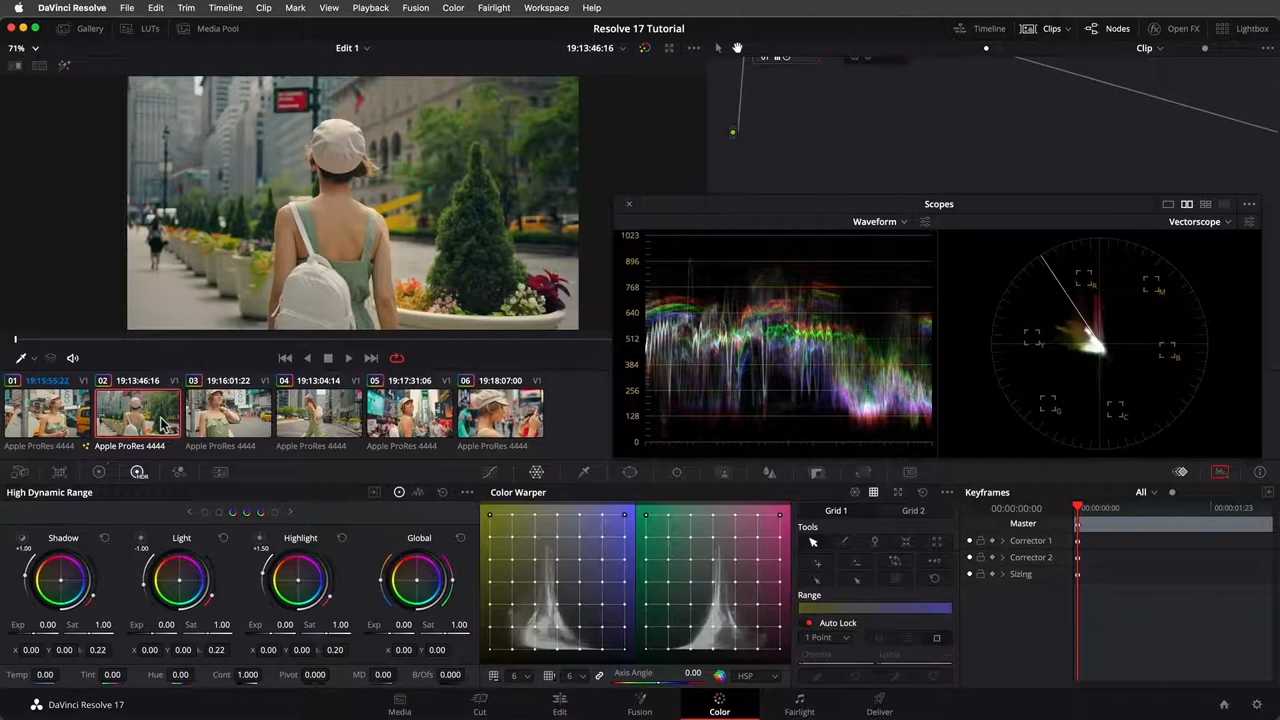 DaVinci Resolve File Edit Trim Timeline Clip Mark View Playback Fusion Color Fairlight Workspace Help
Gallery LUTs Media Pool Resolve 17 Tutorial Timeline Clips Nodes Open FX Lightbox
71% Edit 1 19:13:46:16 Clip
Scopes
Waveform Vectorscope
1023
896
768
640
512
384
256
128
0
R
M
Y
B
G
C
01 19:15:55:22 V1 02 19:13:46:16 V1 03 19:16:01:22 V1 04 19:13:04:14 V1 05 19:17:31:06 V1 06 19:18:07:00 V1
Apple ProRes 4444 Apple ProRes 4444 Apple ProRes 4444 Apple ProRes 4444 Apple ProRes 4444 Apple ProRes 4444
HDR
High Dynamic Range Color Warper Keyframes All
Grid 1 Grid 2 00:00:00:00 00:00:00:00 00:00:01:23
Shadow Light Highlight Global Tools Master
+1.00 -1.00 +1.50
Corrector 1
Corrector 2
Sizing
Range
Exp 0.00 Sat 1.00 Exp 0.00 Sat 1.00 Exp 0.00 Sat 1.00 Exp 0.00 Sat 1.00 Auto Lock
1 Point
X 0.00 Y 0.00 L 0.22 X 0.00 Y 0.00 L 0.22 X 0.00 Y 0.00 L 0.20 X 0.00 Y 0.00
Chroma Luma
Temp 0.00 Tint 0.00 Hue 0.00 Cont 1.000 Pivot 0.000 MD 0.00 B/Ofs 0.000 6 6 Axis Angle 0.00 HSP
DaVinci Resolve 17 Media Cut Edit Fusion Color Fairlight Deliver